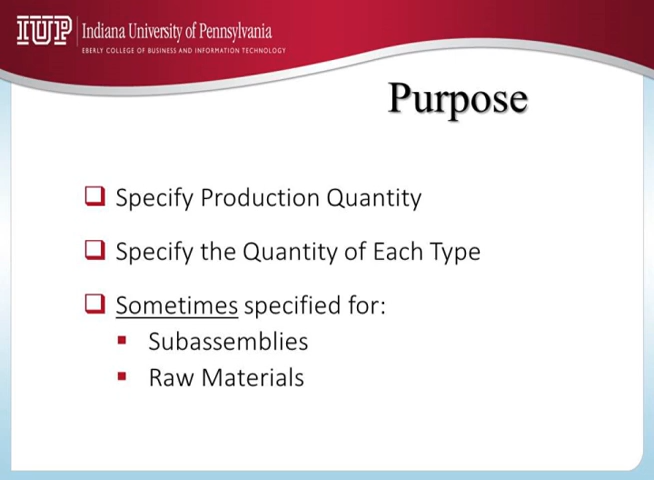 IUP Indiana University of Pennsylvania
EBERLY COLLEGE OF BUSINESS AND INFORMATION TECHNOLOGY
Purpose
Specify Production Quantity
Specify the Quantity of Each Type
Sometimes specified for:
Subassemblies
Raw Materials